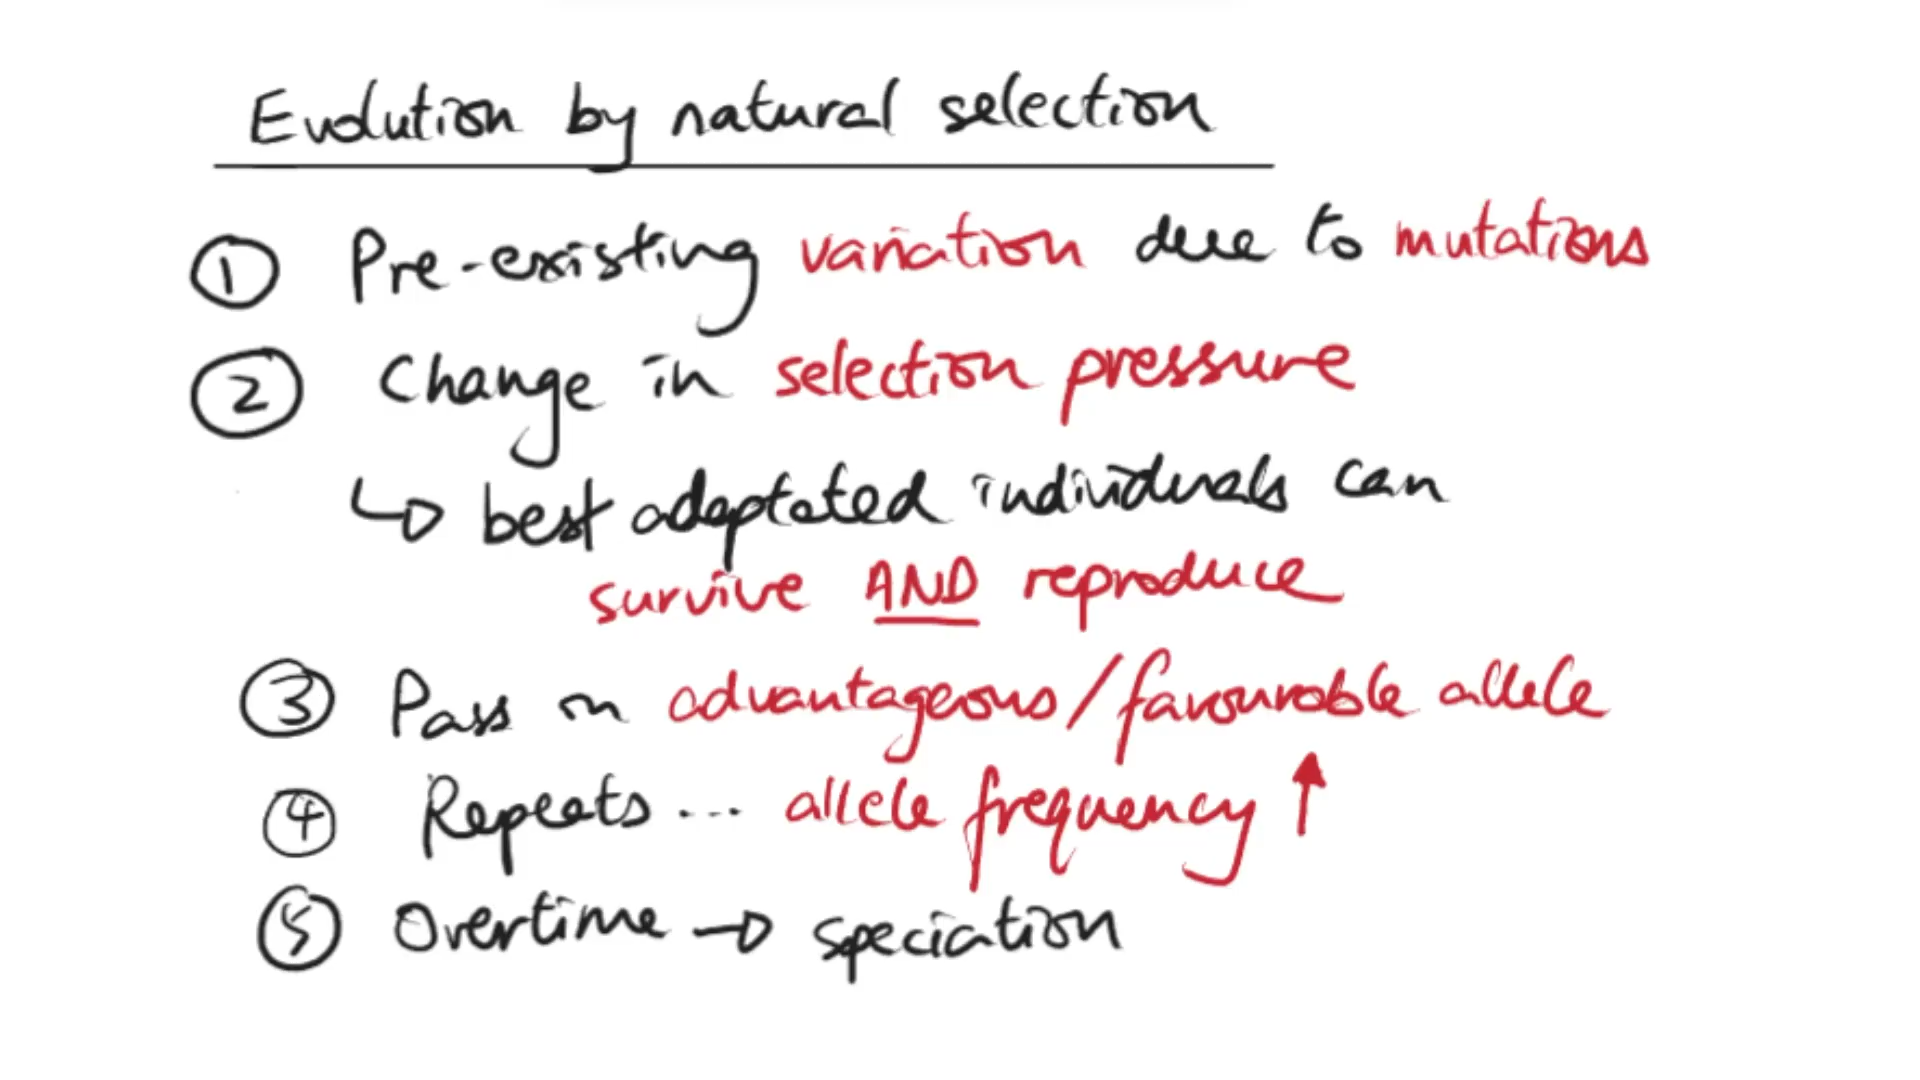 Evolution by natural selection
① Pre-existing variation due to mutations
② Change in selection pressure
↳ best adaptated individuals can
survive AND reproduce
③ Pass on advantageous/favourable allele
④ Repeats... allele frequency ↑
⑤ Overtime → speciation